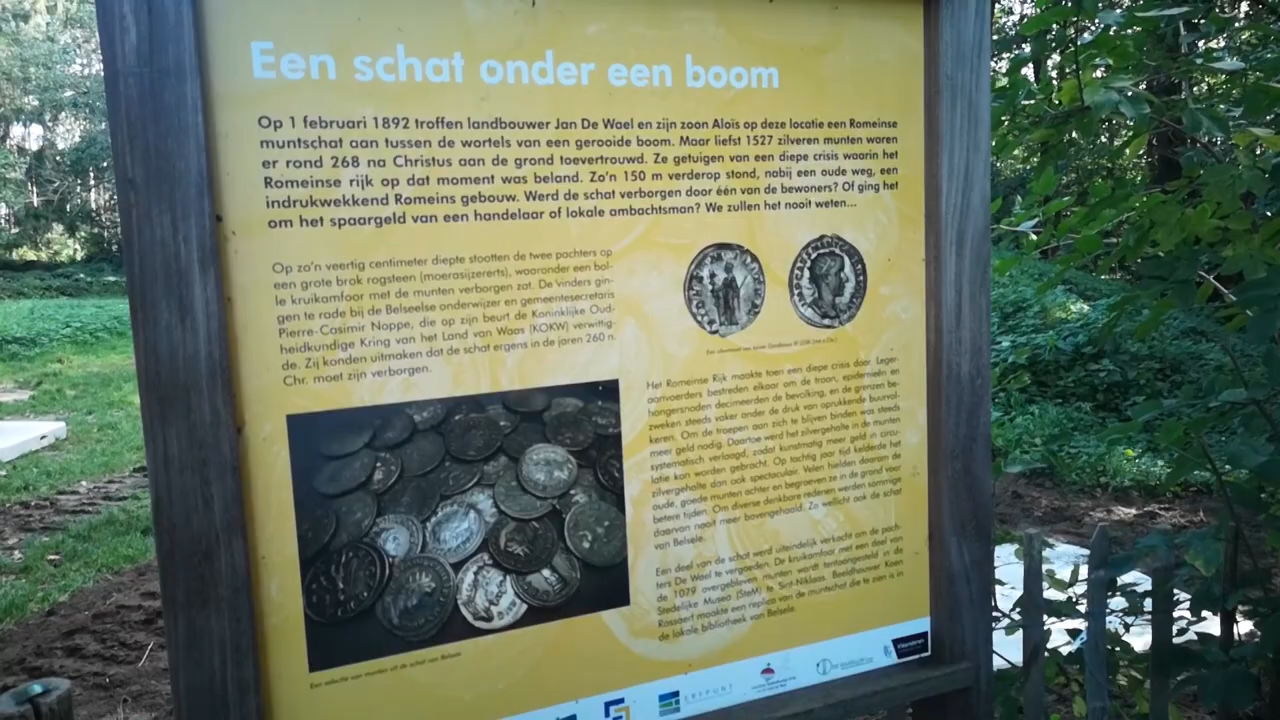 Een schat onder een boom
Op 1 februari 1892 troffen landbouwer Jan De Wael en zijn zoon Aloïs op deze locatie een Romeinse
muntschat aan tussen de wortels van een gerooide boom. Maar liefst 1527 zilveren munten waren
er rond 268 na Christus aan de grond toevertrouwd. Ze getuigen van een diepe crisis waarin het
Romeinse rijk op dat moment was beland. Zo'n 150 m verderop stond, nabij een oude weg, een
indrukwekkend Romeins gebouw. Werd de schat verborgen door één van de bewoners? Of ging het
om het spaargeld van een handelaar of lokale ambachtsman? We zullen het nooit weten...
Op zo'n veertig centimeter diepte stootten de twee pachters op
een grote brok rogsteen (moerasijzererts), waaronder een bol-
le kruikamfoor met de munten verborgen zat. De vinders gin-
gen te rade bij de Belseelse onderwijzer en gemeentesecretaris
Pierre-Casimir Noppe, die op zijn beurt de Koninklijke Oud-
heidkundige Kring van het Land van Waas (KOKW) verwittig-
de. Zij konden uitmaken dat de schat ergens in de jaren 260 n.
Chr. moet zijn verborgen.
Een selectie van munten uit de schat van Belsele
Het Romeinse Rijk maakte toen een diepe crisis door. Leger-
aanvoerders bestreden elkaar om de troon, epidemieën en
hongersnoden decimeerden de bevolking, en de grenzen be-
zweken steeds vaker onder de druk van oprukkende buurvol-
keren. Om de troepen aan zich te blijven binden was steeds
meer geld nodig. Daartoe werd het zilvergehalte in de munten
systematisch verlaagd, zodat kunstmatig meer geld in circu-
latie kon worden gebracht. Op tachtig jaar tijd kelderde het
zilvergehalte dan ook spectaculair. Velen hielden daarom de
oude, goede munten achter en begroeven ze in de grond voor
betere tijden. Om diverse denkbare redenen werden sommige
daarvan nooit meer bovengehaald. Zo wellicht ook de schat
van Belsele.
Een deel van de schat werd uiteindelijk verkocht om de pach-
ters De Wael te vergoeden. De kruikamfoor met een deel van
de 1079 overgebleven munten wordt tentoongesteld in de
Stedelijke Musea (SteM) te Sint-Niklaas. Beeldhouwer Koen
Rossaert maakte een replica van de muntschat die te zien is in
de lokale bibliotheek van Belsele.
ERFPUNT
Vlaanderen